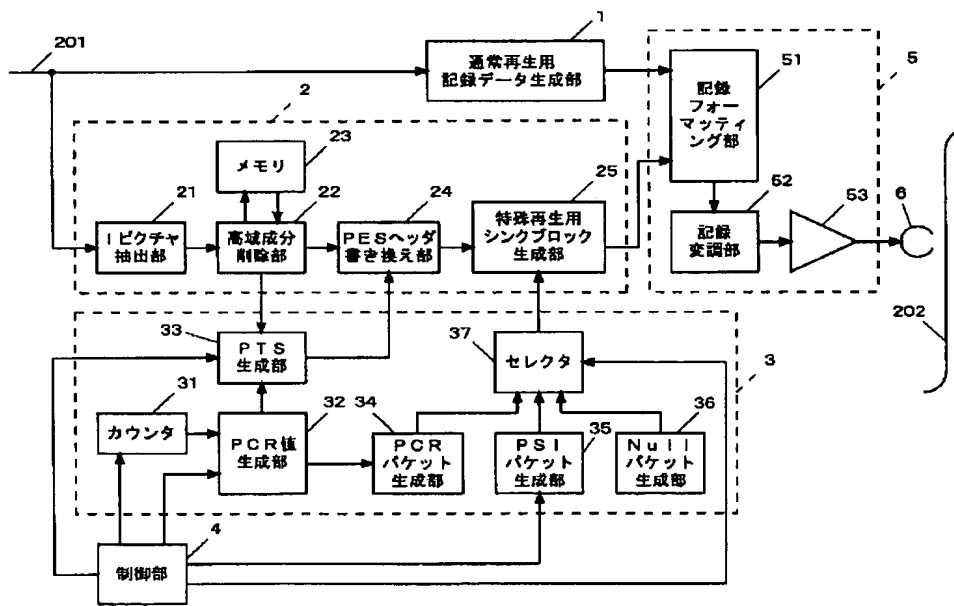 201
1
通常再生用
記録データ生成部
51
5
記録
フォー
マッティ
ング部
2
メモリ
23
21
22
24
25
Iピクチャ
抽出部
高域成分
削除部
PESヘッダ
書き換え部
特殊再生用
シンクブロック
生成部
52
記録
変調部
53
6
202
33
PTS
生成部
37
セレクタ
3
31
カウンタ
32
PCR値
生成部
34
PCR
パケット
生成部
35
PSI
パケット
生成部
36
Null
パケット
生成部
4
制御部